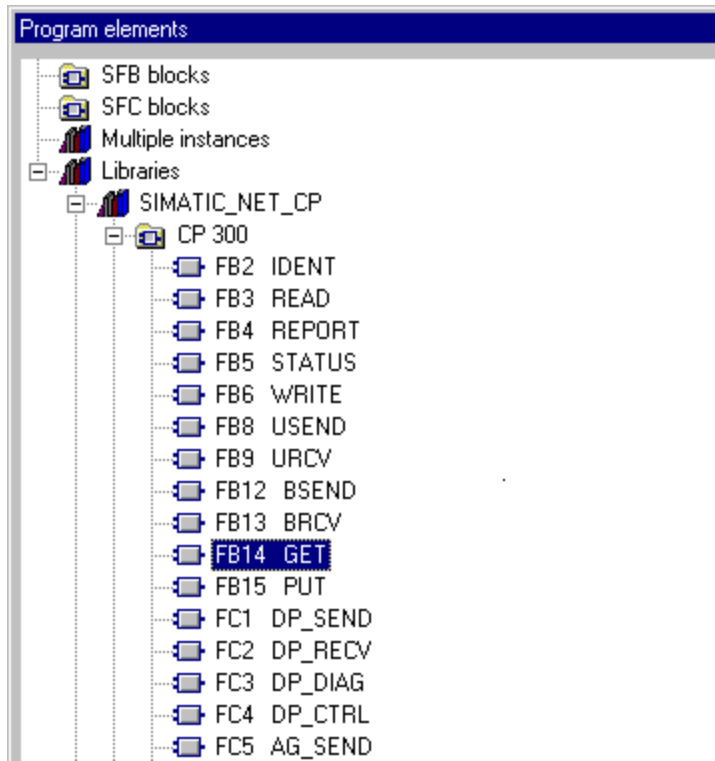 Program elements
SFB blocks
SFC blocks
Multiple instances
Libraries
SIMATIC_NET_CP
CP 300
FB2 IDENT
FB3 READ
FB4 REPORT
FB5 STATUS
FB6 WRITE
FB8 USEND
FB9 URCV
FB12 BSEND
FB13 BRCV
FB14 GET
FB15 PUT
FC1 DP_SEND
FC2 DP_RECV
FC3 DP_DIAG
FC4 DP_CTRL
FC5 AG_SEND